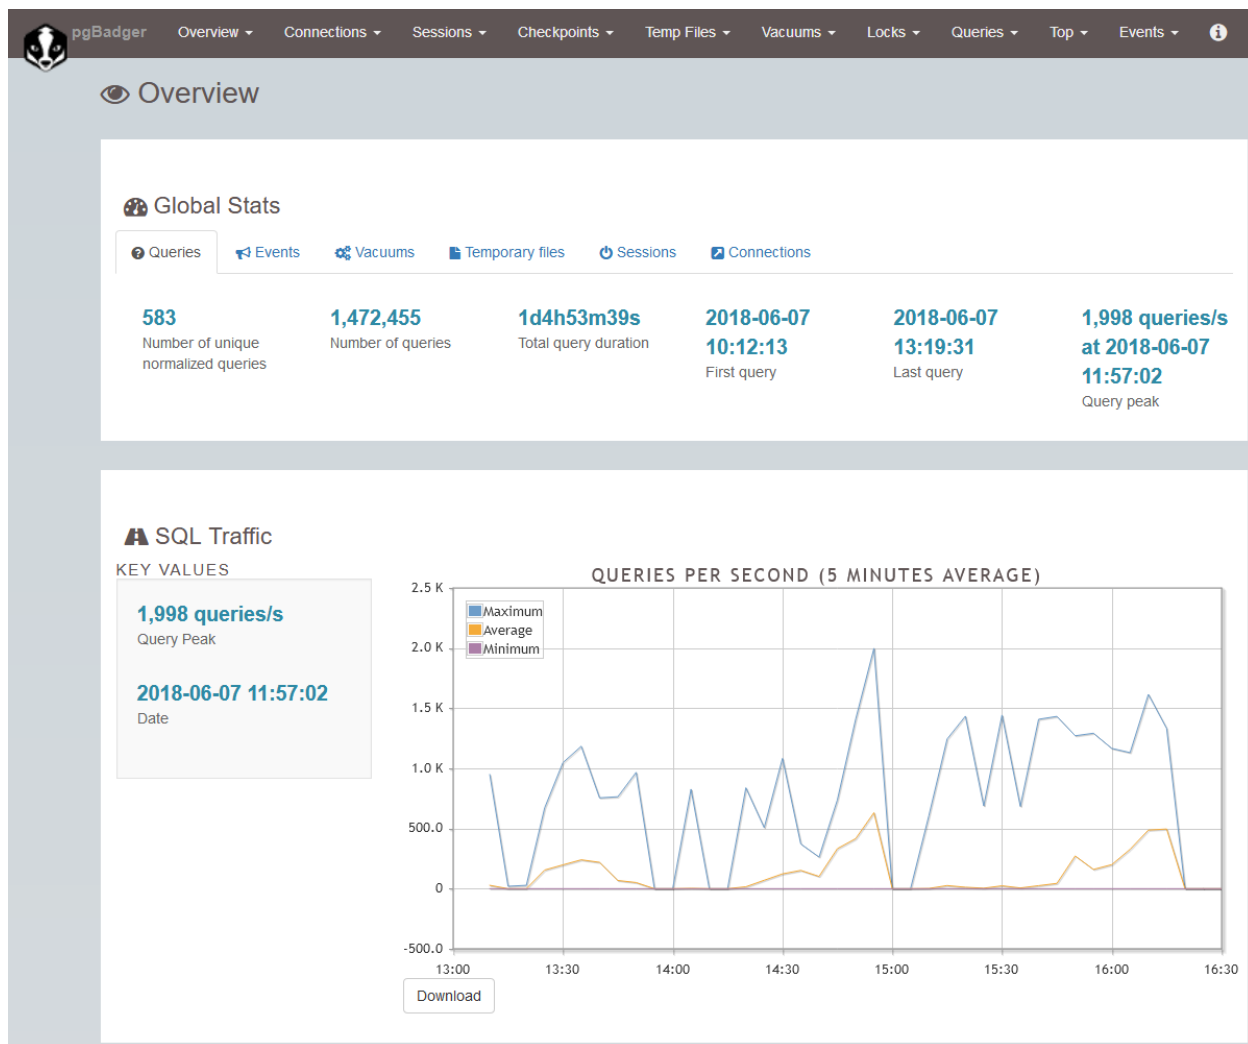 pgBadger Overview Connections Sessions Checkpoints Temp Files Vacuums Locks Queries Top Events
Overview
Global Stats
Queries Events Vacuums Temporary files Sessions Connections
583
Number of unique
normalized queries
1,472,455
Number of queries
1d4h53m39s
Total query duration
2018-06-07
10:12:13
First query
2018-06-07
13:19:31
Last query
1,998 queries/s
at 2018-06-07
11:57:02
Query peak
SQL Traffic
KEY VALUES
1,998 queries/s
Query Peak
2018-06-07 11:57:02
Date
QUERIES PER SECOND (5 MINUTES AVERAGE)
Maximum
Average
Minimum
2.5 K
2.0 K
1.5 K
1.0 K
500.0
0
-500.0
13:00 13:30 14:00 14:30 15:00 15:30 16:00 16:30
Download